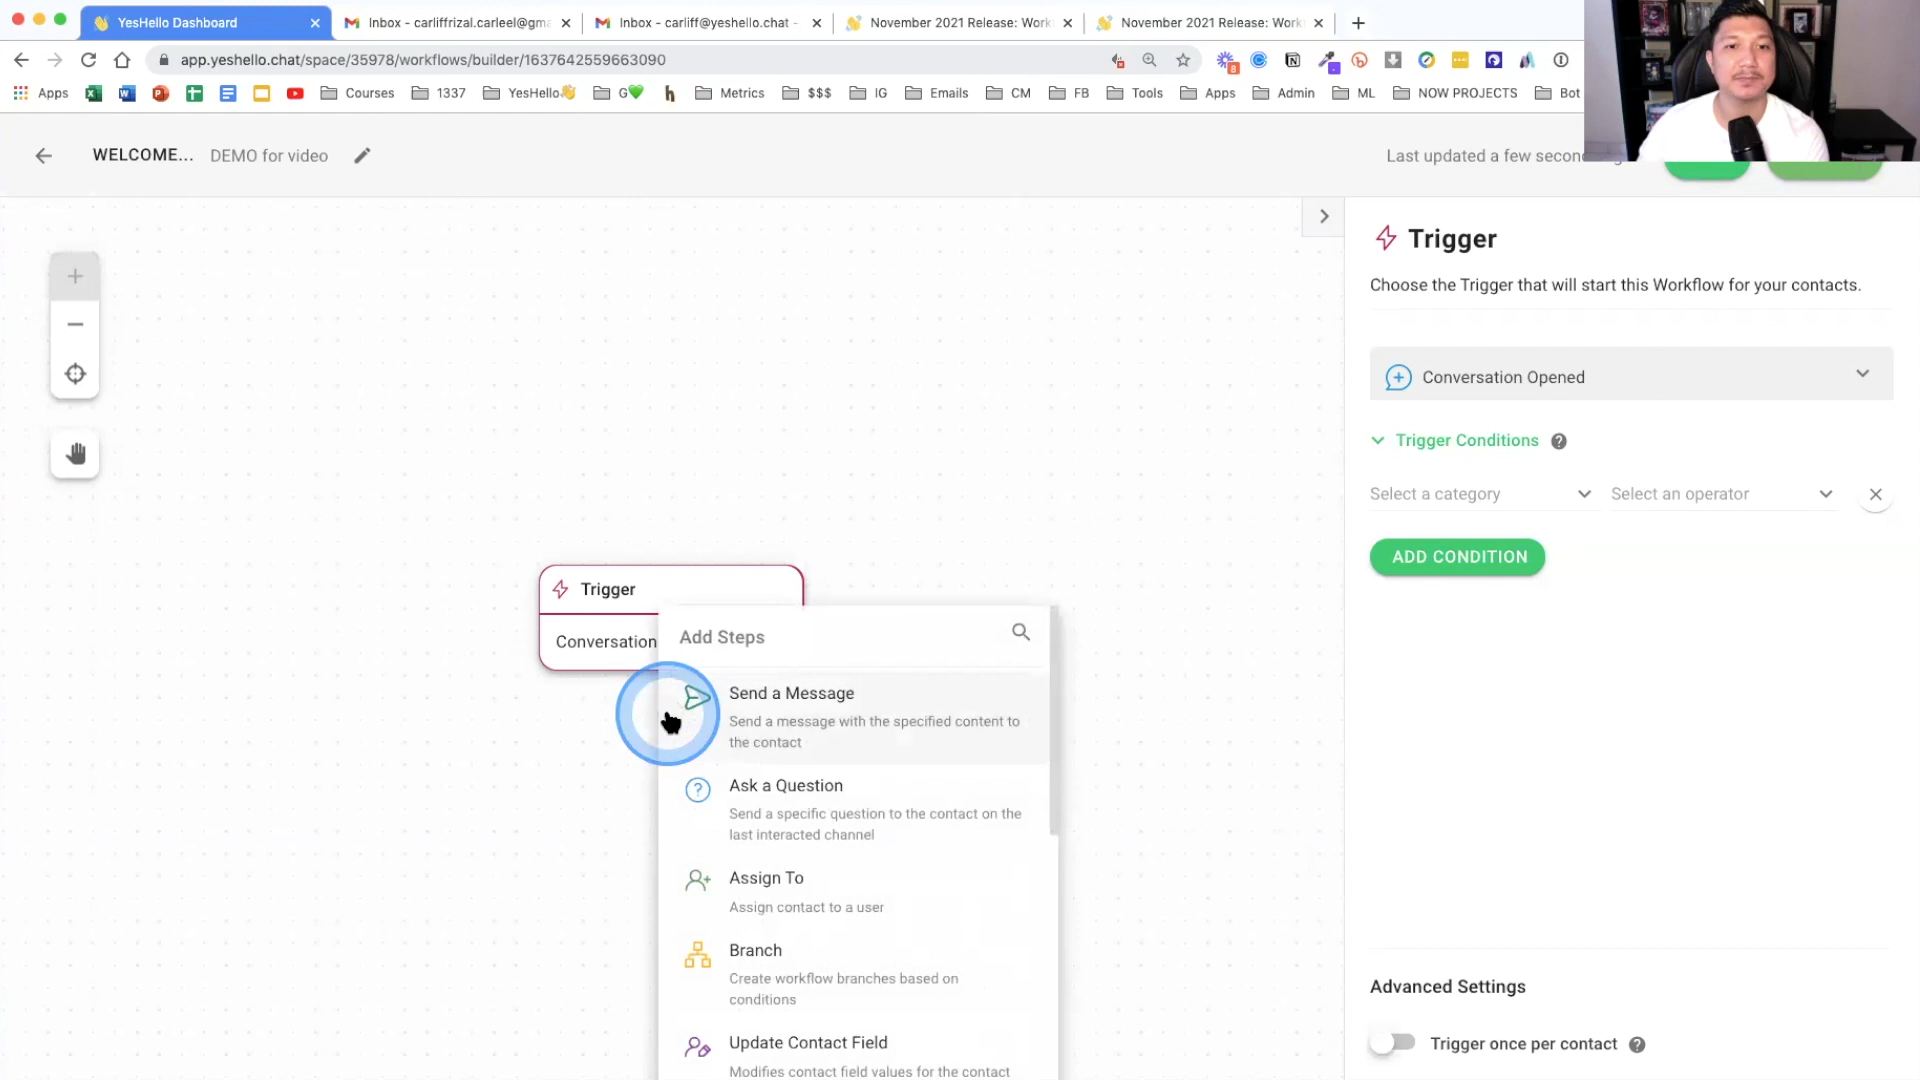 YesHello Dashboard
Inbox - carliffrizal.carleel@gma
Inbox - carliff@yeshello.chat -
November 2021 Release: Work
November 2021 Release: Work
app.yeshello.chat/space/35978/workflows/builder/1637642559663090
8
Apps
Courses
1337
YesHello👋
G💚
Metrics
$$$
IG
Emails
CM
FB
Tools
Apps
Admin
ML
NOW PROJECTS
Bot
WELCOME...
DEMO for video
Last updated a few secon
Trigger
Choose the Trigger that will start this Workflow for your contacts.
Conversation Opened
Trigger Conditions
Select a category
Select an operator
ADD CONDITION
Trigger
Conversation
Add Steps
Send a Message
Send a message with the specified content to
the contact
Ask a Question
Send a specific question to the contact on the
last interacted channel
Assign To
Assign contact to a user
Branch
Create workflow branches based on
conditions
Update Contact Field
Modifies contact field values for the contact
Advanced Settings
Trigger once per contact